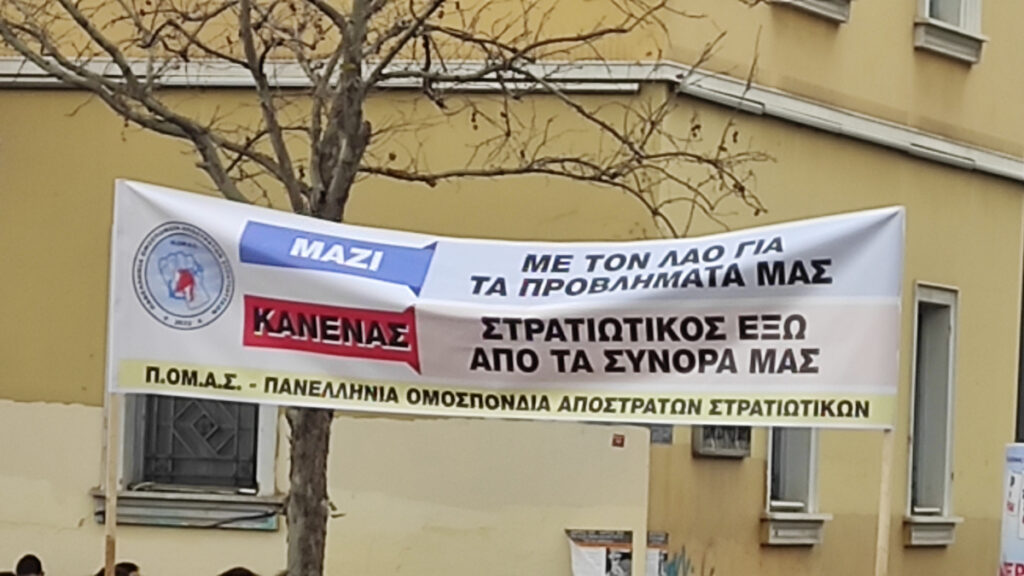 ΜΑΖΙ
ΜΕ ΤΟΝ ΛΑΟ ΓΙΑ
ΤΑ ΠΡΟΒΛΗΜΑΤΑ ΜΑΣ
ΚΑΝΕΝΑΣ
ΣΤΡΑΤΙΩΤΙΚΟΣ ΕΞΩ
ΑΠΟ ΤΑ ΣΥΝΟΡΑ ΜΑΣ
Π.ΟΜ.Α.Σ. - ΠΑΝΕΛΛΗΝΙΑ ΟΜΟΣΠΟΝΔΙΑ ΑΠΟΣΤΡΑΤΩΝ ΣΤΡΑΤΙΩΤΙΚΩΝ